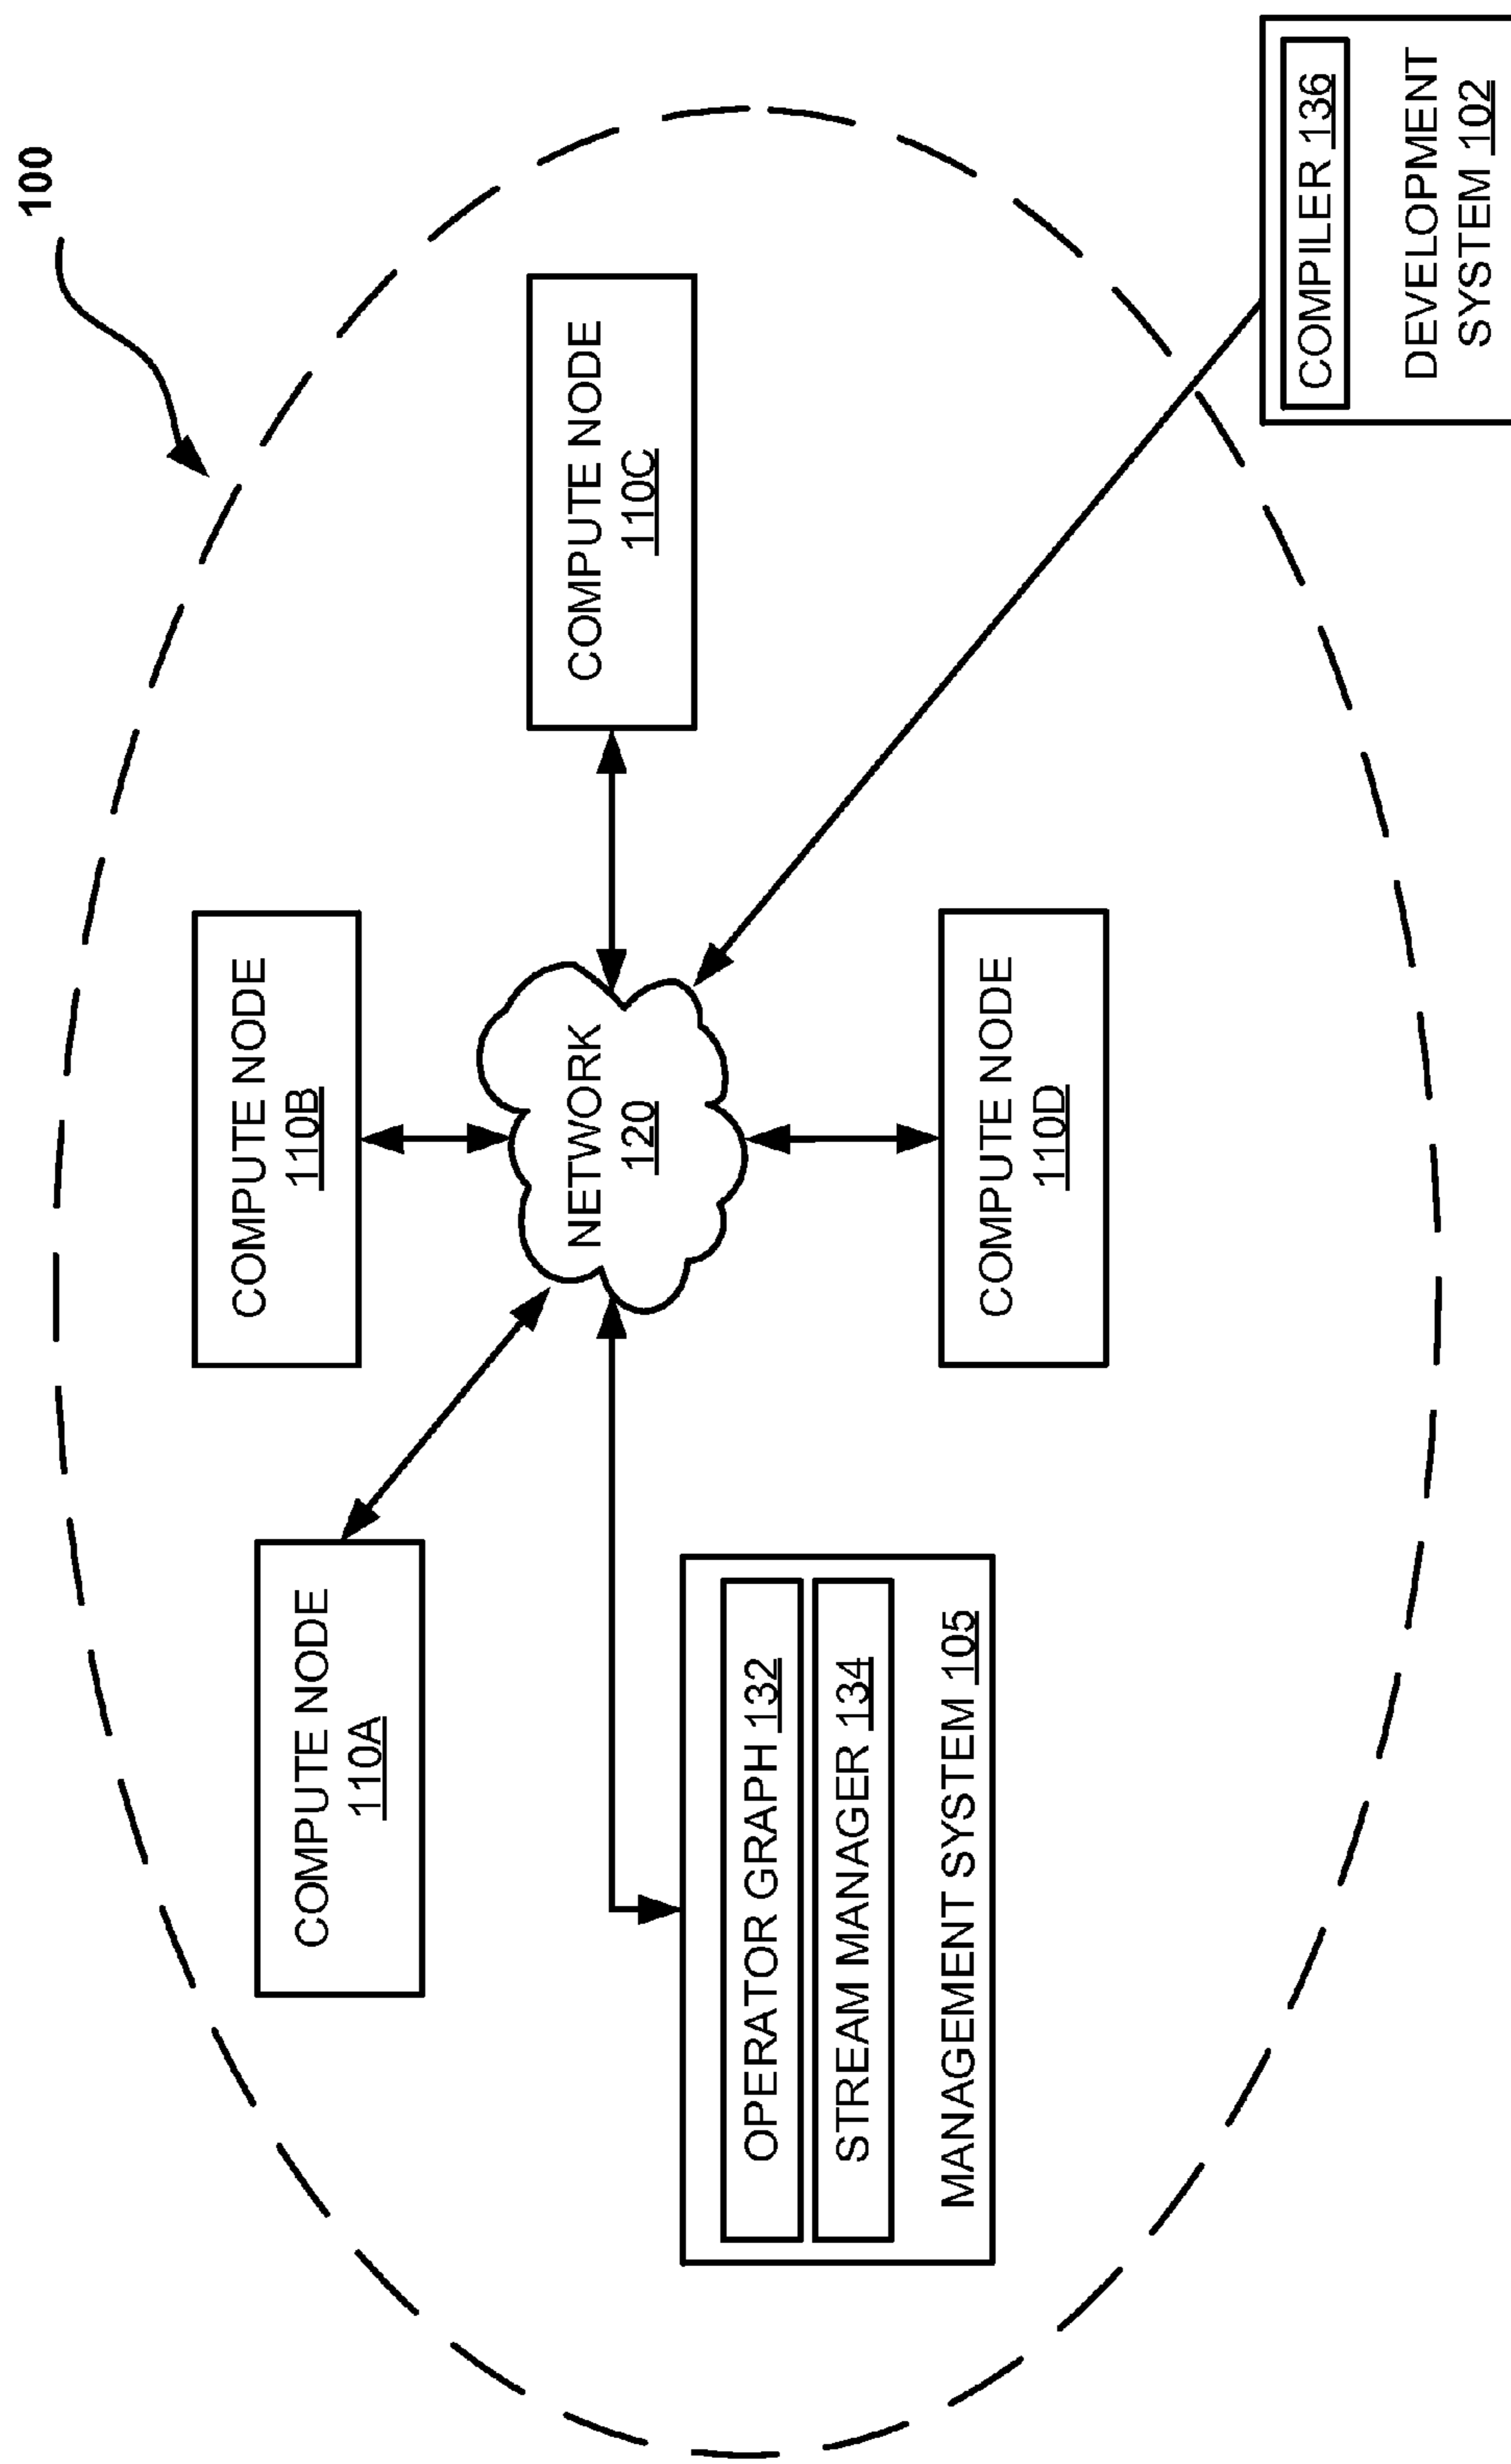 100
COMPUTE NODE
110A
COMPUTE NODE
110B
COMPUTE NODE
110C
NETWORK
120
OPERATOR GRAPH 132
STREAM MANAGER 134
MANAGEMENT SYSTEM 105
COMPUTE NODE
110D
COMPILER 136
DEVELOPMENT
SYSTEM 102